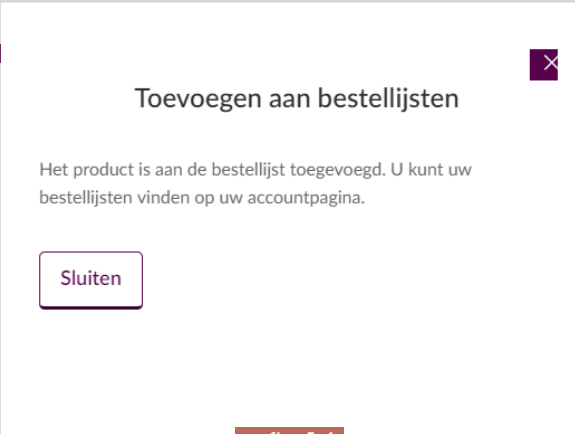 Toevoegen aan bestellijsten
Het product is aan de bestellijst toegevoegd. U kunt uw
bestellijsten vinden op uw accountpagina.
Sluiten